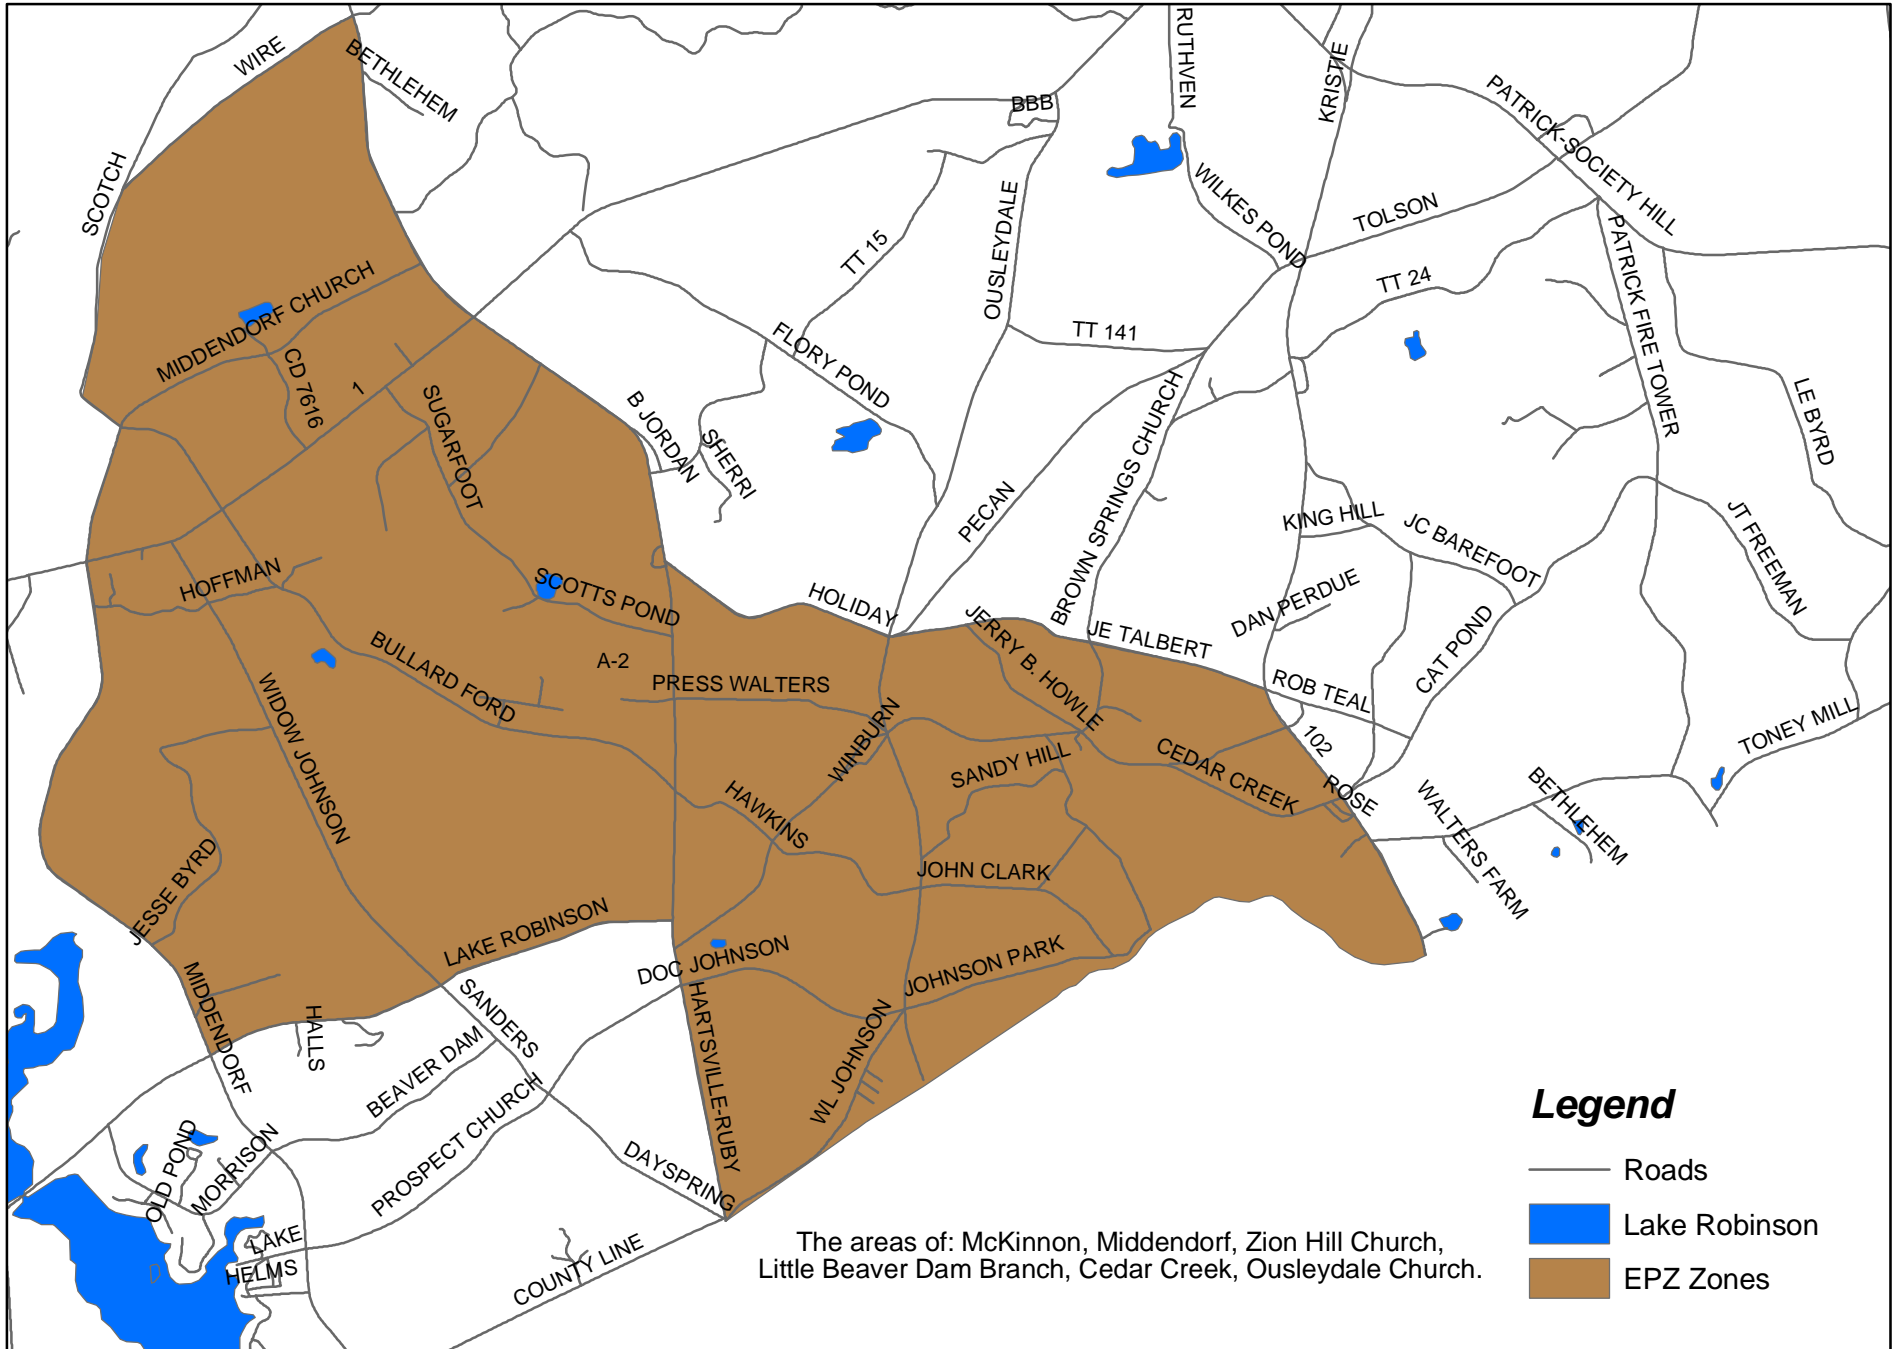 WIRE
BETHLEHEM
SCOTCH
BBB
RUTHVEN
KRISTIE
PATRICK-SOCIETY HILL
WILKES POND
TOLSON
TT 15
OUSLEYDALE
TT 24
PATRICK FIRE TOWER
MIDDENDORF CHURCH
CD 7616
1
SUGARFOOT
FLORY POND
TT 141
B JORDAN
SHERRI
LE BYRD
PECAN
BROWN SPRINGS CHURCH
KING HILL
JC BAREFOOT
JT FREEMAN
HOFFMAN
SCOTTS POND
HOLIDAY
JERRY B. HOWLE
JE TALBERT
DAN PERDUE
CAT POND
A-2
BULLARD FORD
PRESS WALTERS
ROB TEAL
WIDOW JOHNSON
WINBURN
SANDY HILL
CEDAR CREEK
102
ROSE
TONEY MILL
HAWKINS
WALTERS FARM
BETHLEHEM
JESSE BYRD
JOHN CLARK
LAKE ROBINSON
DOC JOHNSON
JOHNSON PARK
MIDDENDORF
HALLS
SANDERS
HARTSVILLE-RUBY
WL JOHNSON
BEAVER DAM
PROSPECT CHURCH
OLD POND
MORRISON
DAYSPRING
LAKE
HELMS
COUNTY LINE
The areas of: McKinnon, Middendorf, Zion Hill Church,
Little Beaver Dam Branch, Cedar Creek, Ousleydale Church.
Legend
Roads
Lake Robinson
EPZ Zones